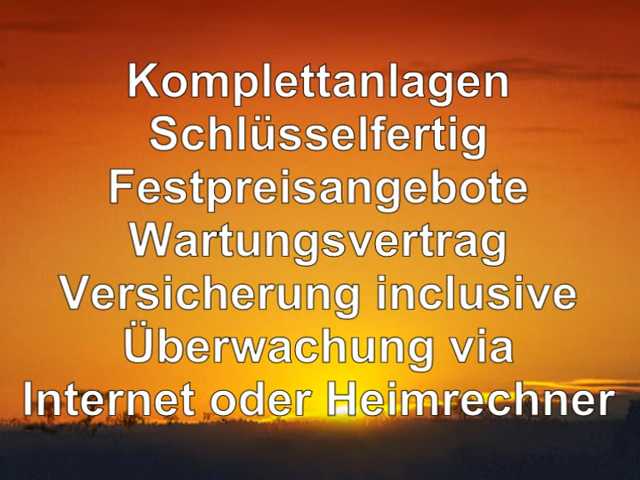 Komplettanlagen
Schlüsselfertig
Festpreisangebote
Wartungsvertrag
Versicherung inclusive
Überwachung via
Internet oder Heimrechner